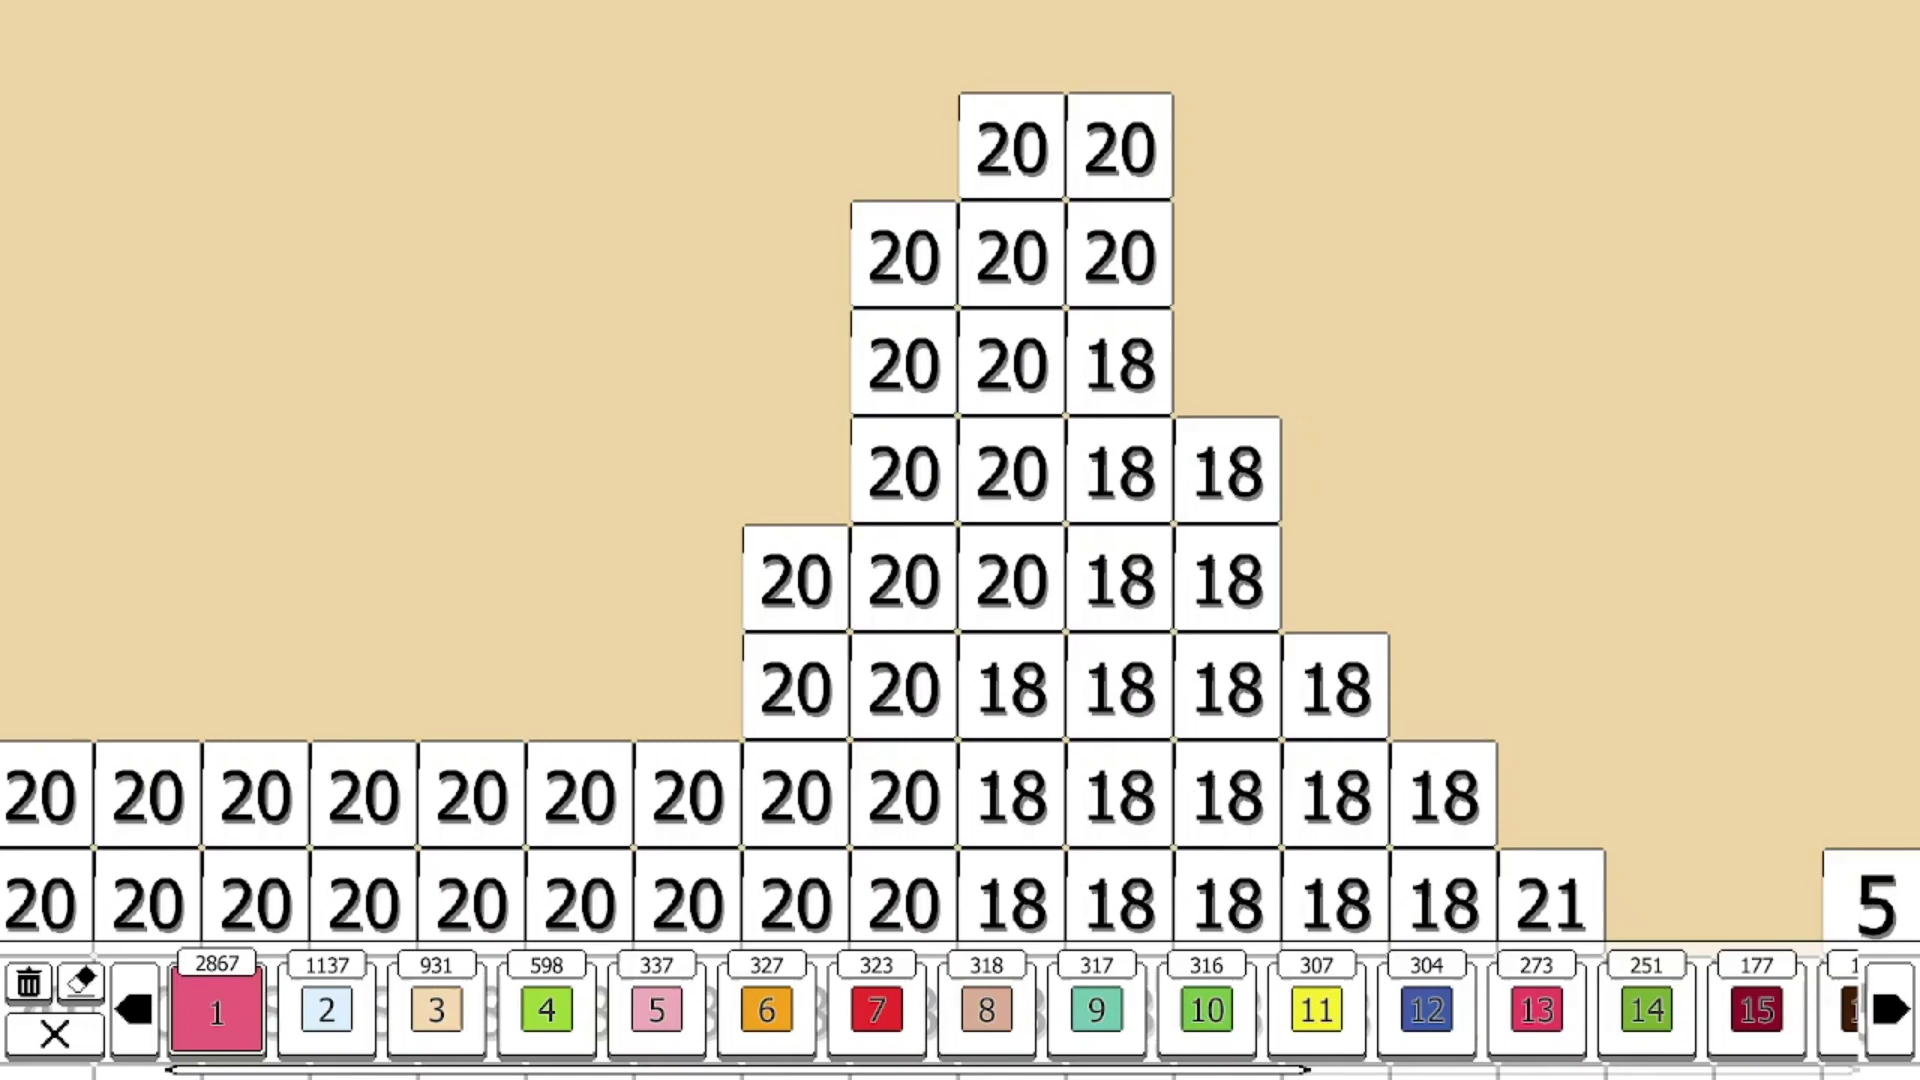 20 20
20 20 20
20 20 18
20 20 18 18
20 20 20 18 18
20 20 18 18 18 18
20 20 20 20 20 20 20 20 20 18 18 18 18 18
20 20 20 20 20 20 20 20 20 18 18 18 18 18 21 5
2867 1137 931 598 337 327 323 318 317 316 307 304 273 251 177
1 2 3 4 5 6 7 8 9 10 11 12 13 14 15